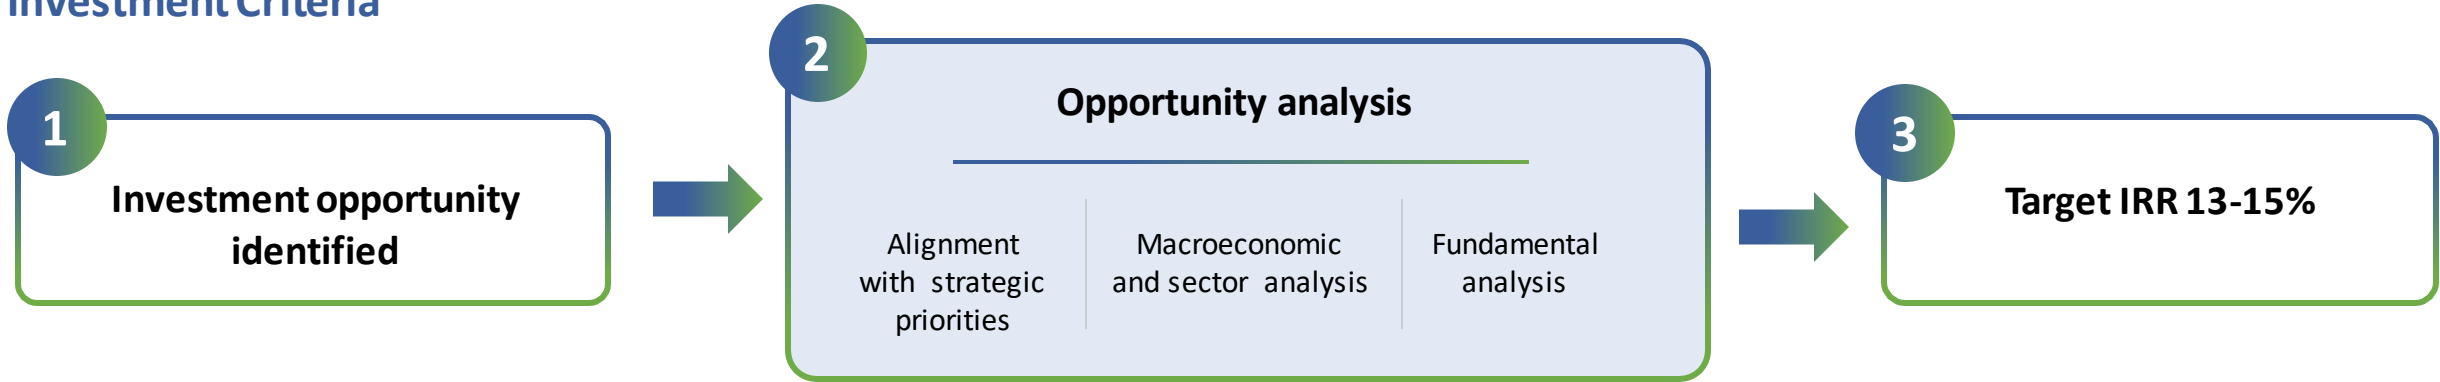 Investment Criteria
1
Investment opportunity
identified
2
Opportunity analysis
Alignment
with strategic
priorities
Macroeconomic
and sector analysis
Fundamental
analysis
3
Target IRR 13-15%